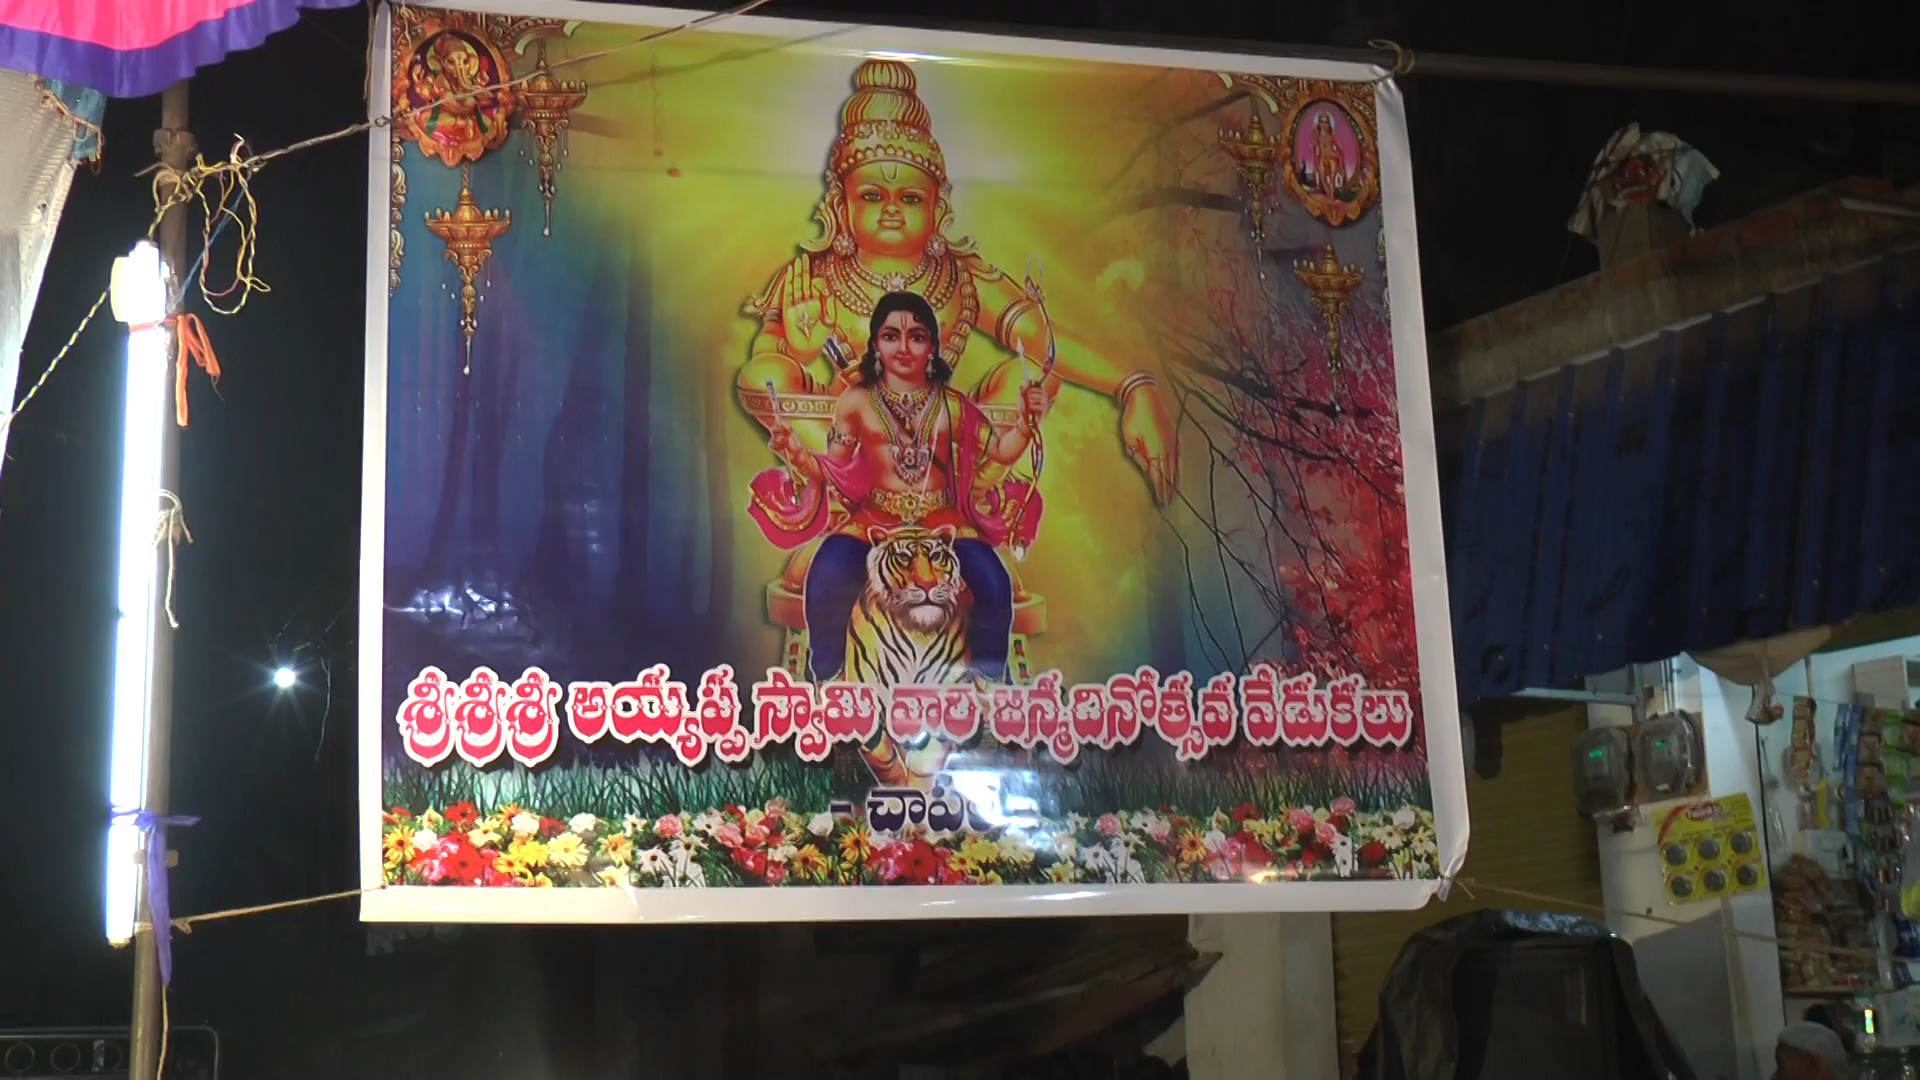 శ్రీశ్రీశ్రీ అయ్యప్ప స్వామి వారి జన్మదినోత్సవ వేడుకలు